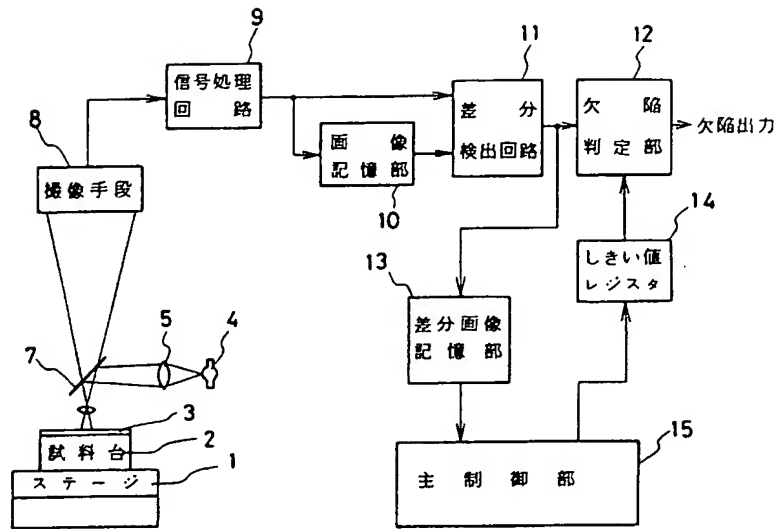 9
信号処理
回路
8
撮像手段
画像
記憶部
10
11
差分
検出回路
12
欠陥
判定部
欠陥出力
13
差分画像
記憶部
14
しきい値
レジスタ
15
主制御部
7
5
4
3
試料台
2
ステージ
1